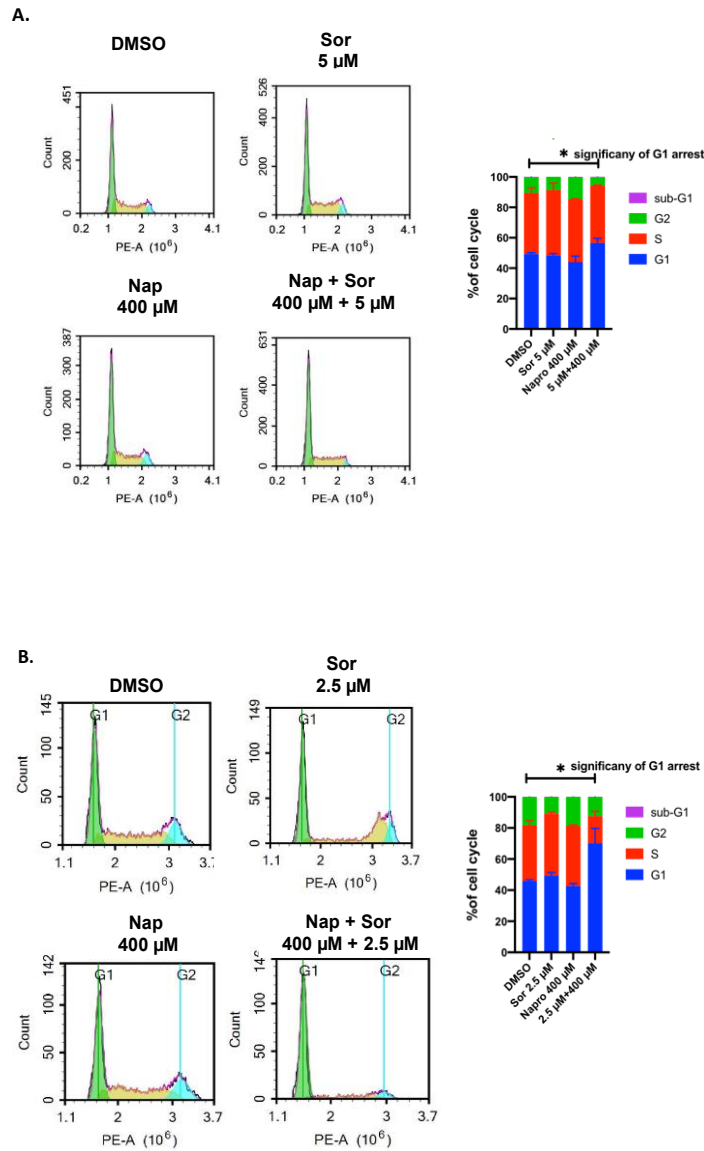 A.
DMSO
451
200
0
Count
0.2 1 2 3 4.1
PE-A (10⁶)
Sor
5 µM
526
400
200
0
Count
0.2 1 2 3 4.1
PE-A (10⁶)
* significany of G1 arrest
100
80
60
40
20
0
%of cell cycle
DMSO
Sor 5 µM
Napro 400 µM
5 µM+400 µM
sub-G1
G2
S
G1
Nap
400 µM
387
300
200
100
0
Count
0.2 1 2 3 4.1
PE-A (10⁶)
Nap + Sor
400 µM + 5 µM
631
400
200
0
Count
0.2 1 2 3 4.1
PE-A (10⁶)
B.
DMSO
145
100
50
0
Count
G1 G2
1.1 2 3 3.
PE-A (10⁶)
Sor
2.5 µM
149
100
50
0
Count
G1 G2
1.1 2 3 3.7
PE-A (10⁶)
* significany of G1 arrest
100
80
60
40
20
0
%of cell cycle
DMSO
Sor 2.5 µM
Napro 400 µM
2.5 µM+400 µM
sub-G1
G2
S
G1
Nap
400 µM
142
100
50
0
Count
G1 G2
1.1 2 3 3.7
PE-A (10⁶)
Nap + Sor
400 µM + 2.5 µM
14
100
50
0
Count
G1 G2
1.1 2 3 3.7
PE-A (10⁶)